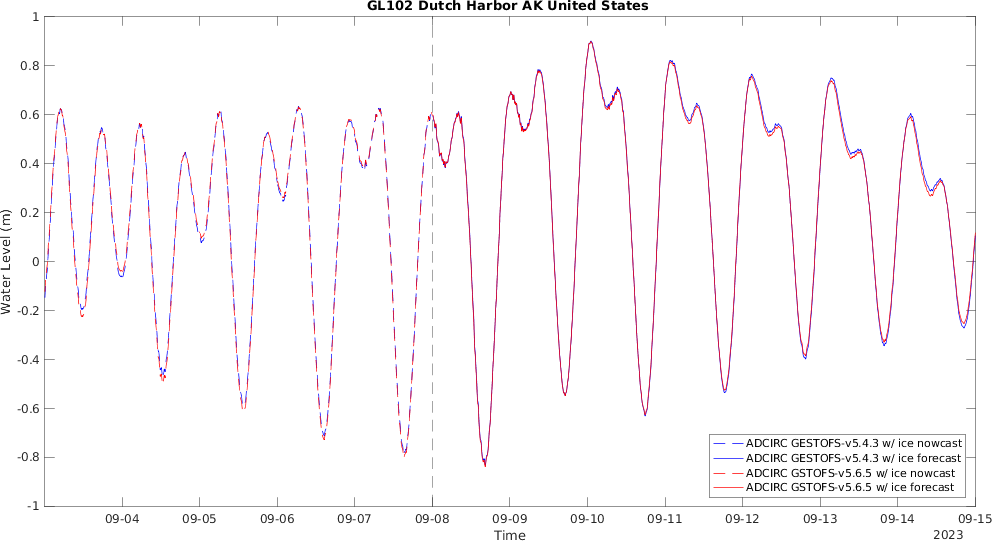 GL102 Dutch Harbor AK United States
1
0.8
0.6
0.4
0.2
0
-0.2
-0.4
-0.6
-0.8
-1
Water Level (m)
ADCIRC GESTOFS-v5.4.3 w/ ice nowcast
ADCIRC GESTOFS-v5.4.3 w/ ice forecast
ADCIRC GSTOFS-v5.6.5 w/ ice nowcast
ADCIRC GSTOFS-v5.6.5 w/ ice forecast
09-04 09-05 09-06 09-07 09-08 09-09 09-10 09-11 09-12 09-13 09-14 09-15
Time
2023